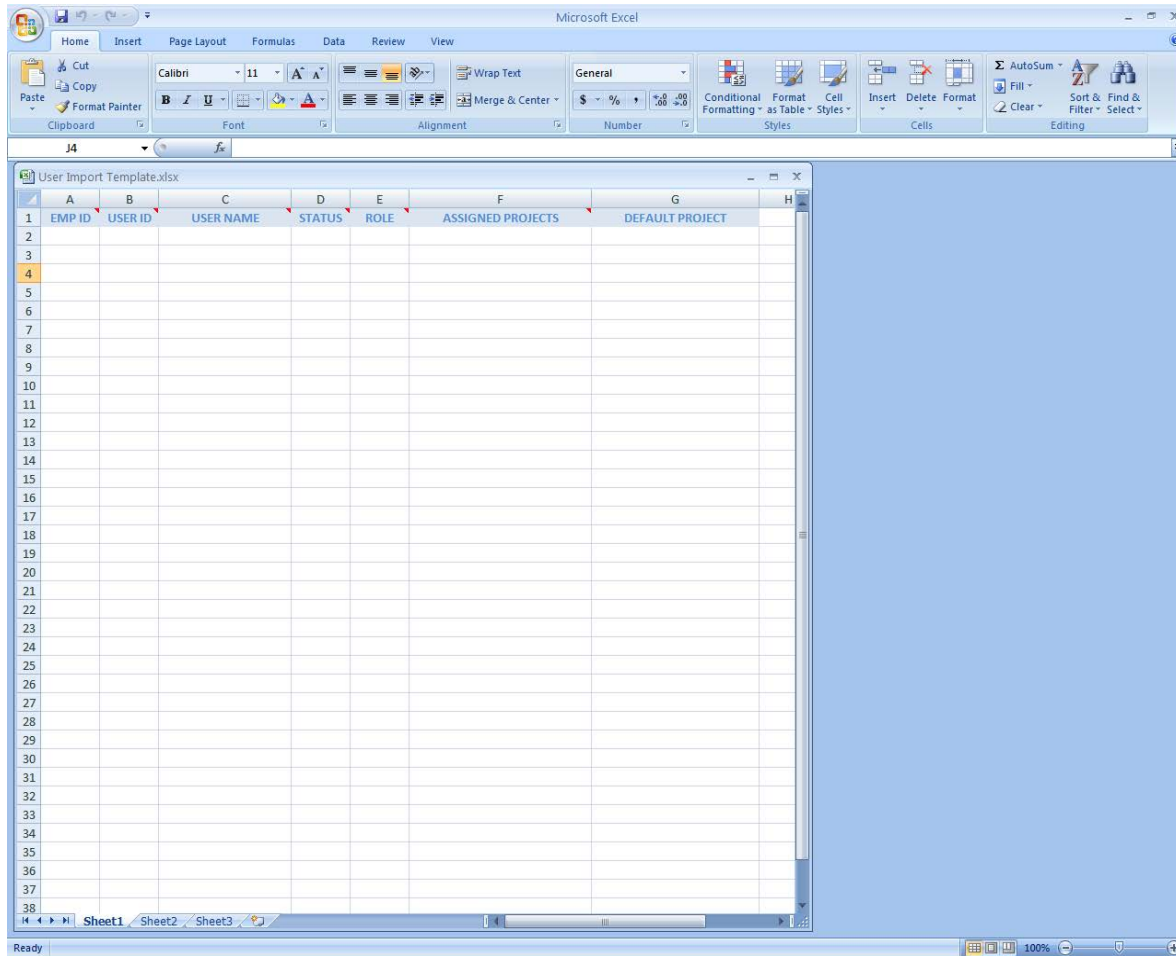 Microsoft Excel
Home Insert Page Layout Formulas Data Review View
Cut
Copy
Format Painter
Paste
Clipboard
Calibri 11 A A
B I U A
Font
Wrap Text
Merge & Center
Alignment
General
$ % , .0 .00 .00 .0
Number
Conditional Formatting
Format as Table
Cell Styles
Styles
Insert Delete Format
Cells
Σ AutoSum
Fill
Clear
Sort & Filter
Find & Select
Editing
J4 fx
User Import Template.xlsx
A B C D E F G H
1 EMP ID USER ID USER NAME STATUS ROLE ASSIGNED PROJECTS DEFAULT PROJECT
2
3
4
5
6
7
8
9
10
11
12
13
14
15
16
17
18
19
20
21
22
23
24
25
26
27
28
29
30
31
32
33
34
35
36
37
38
Sheet1 Sheet2 Sheet3
Ready 100%